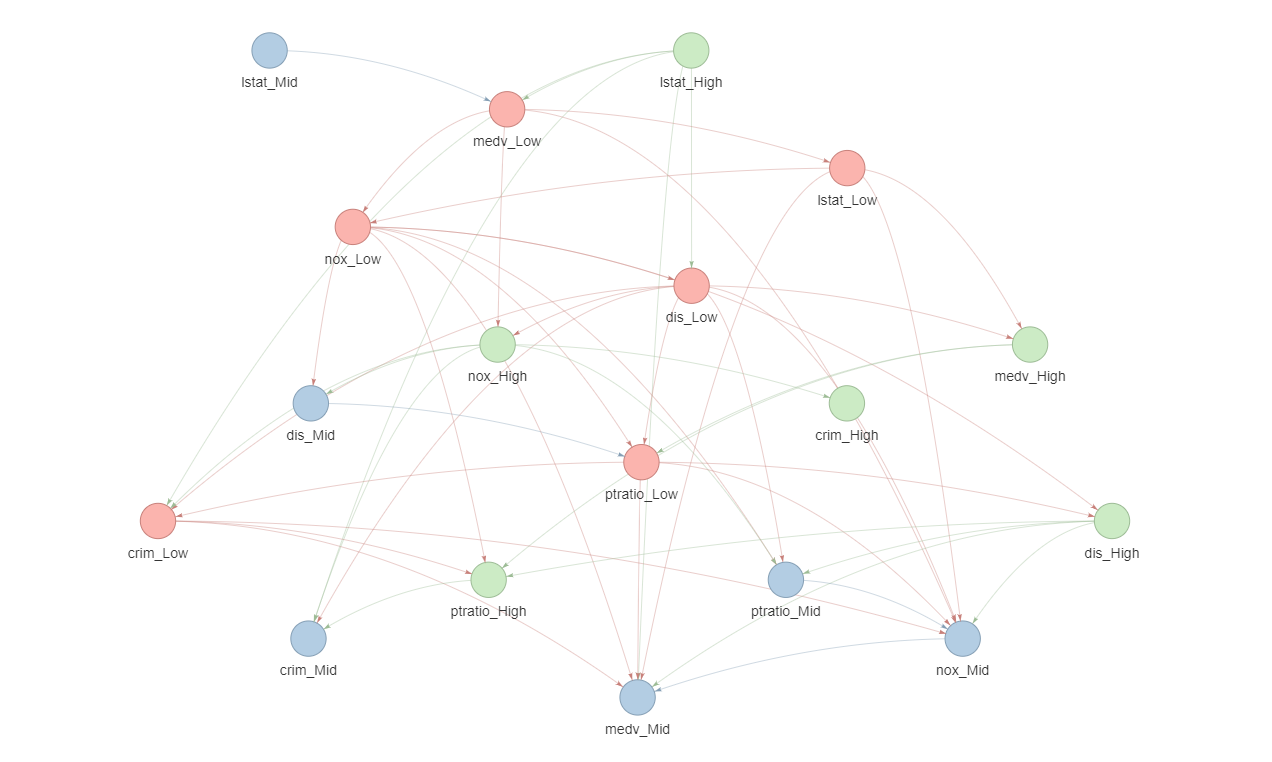 lstat_Mid
lstat_High
medv_Low
lstat_Low
nox_Low
dis_Low
nox_High
medv_High
dis_Mid
crim_High
ptratio_Low
crim_Low
dis_High
ptratio_High
ptratio_Mid
crim_Mid
nox_Mid
medv_Mid